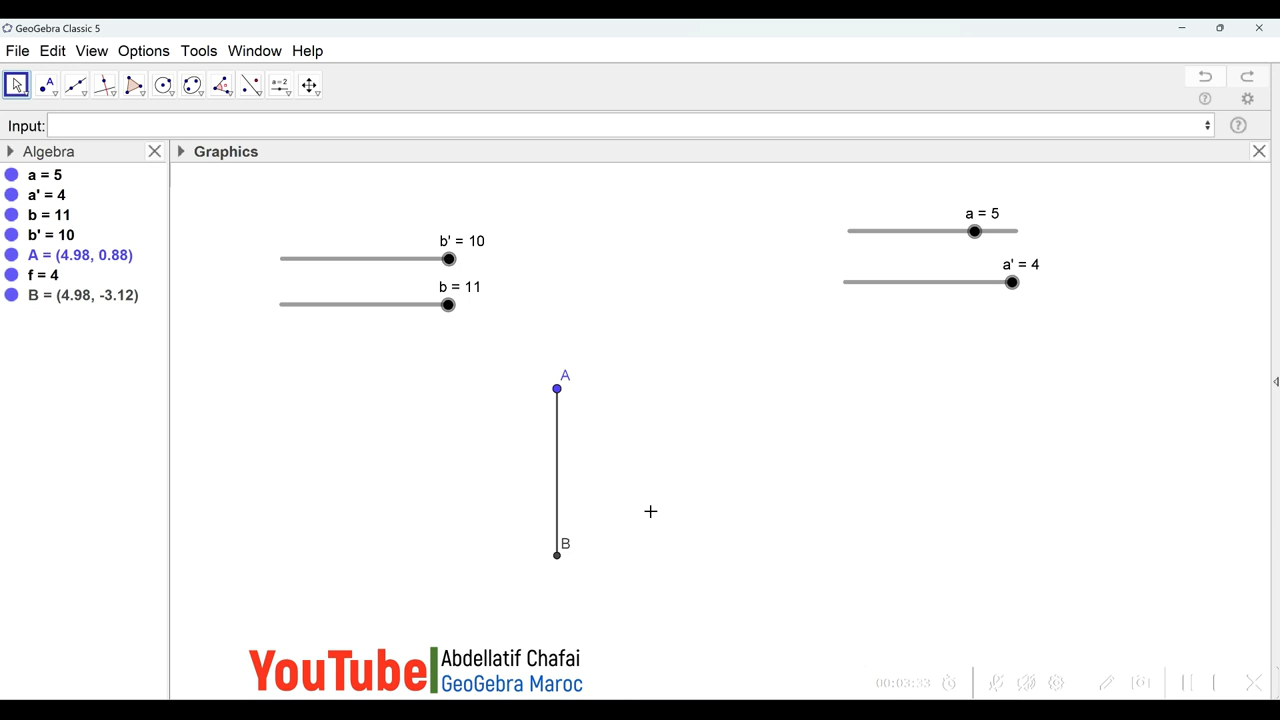 GeoGebra Classic 5
File Edit View Options Tools Window Help
A
a=2
Input:
Algebra
Graphics
a = 5
a' = 4
b = 11
b' = 10
A = (4.98, 0.88)
f = 4
B = (4.98, -3.12)
b' = 10
b = 11
a = 5
a' = 4
A
B
YouTube
Abdellatif Chafai
GeoGebra Maroc
00:03:33